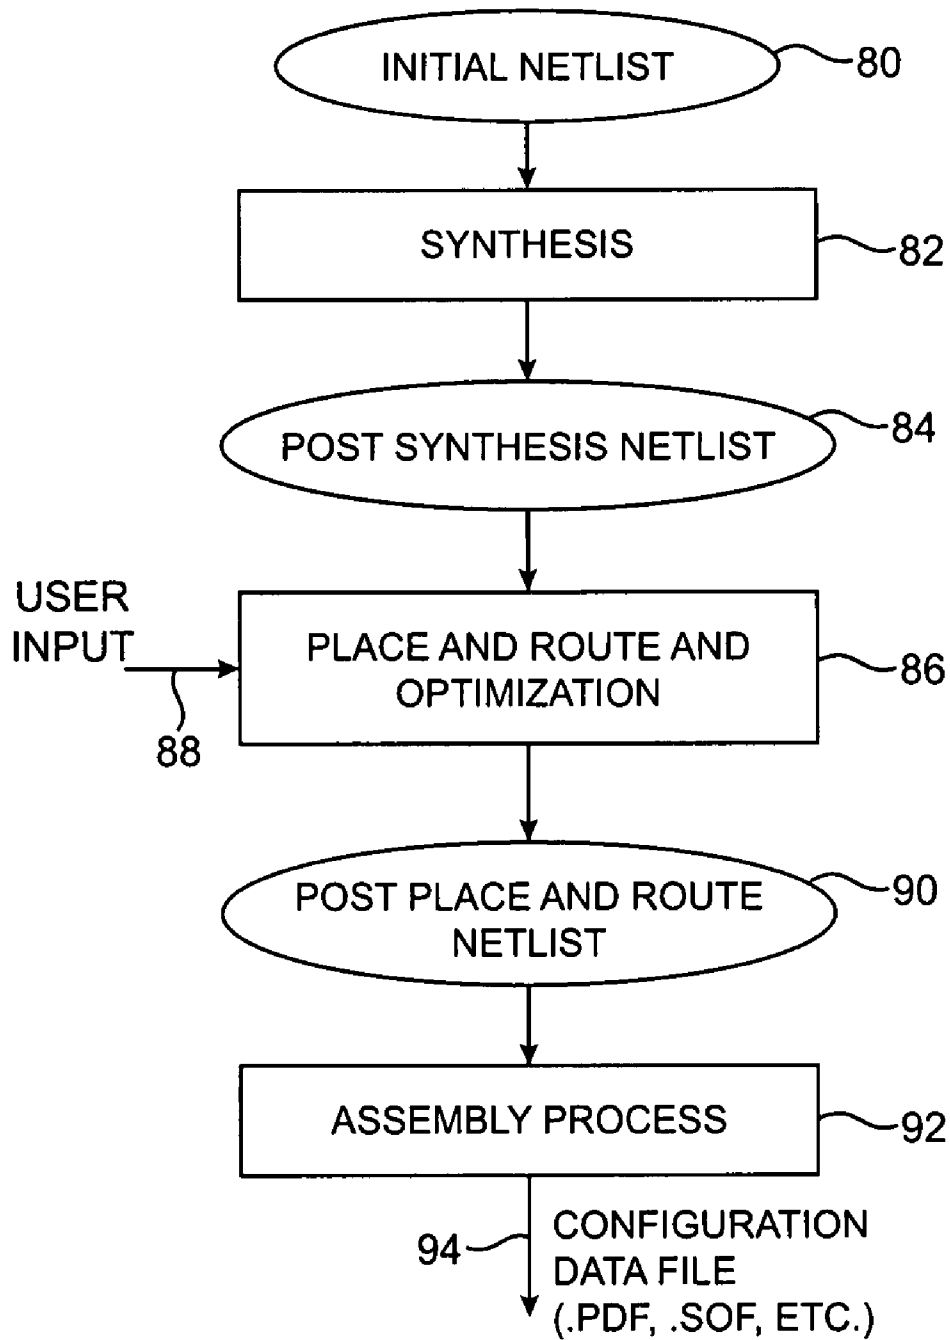 INITIAL NETLIST
80
SYNTHESIS
82
POST SYNTHESIS NETLIST
84
USER
INPUT
88
PLACE AND ROUTE AND
OPTIMIZATION
86
POST PLACE AND ROUTE
NETLIST
90
ASSEMBLY PROCESS
92
94
CONFIGURATION
DATA FILE
(.PDF, .SOF, ETC.)